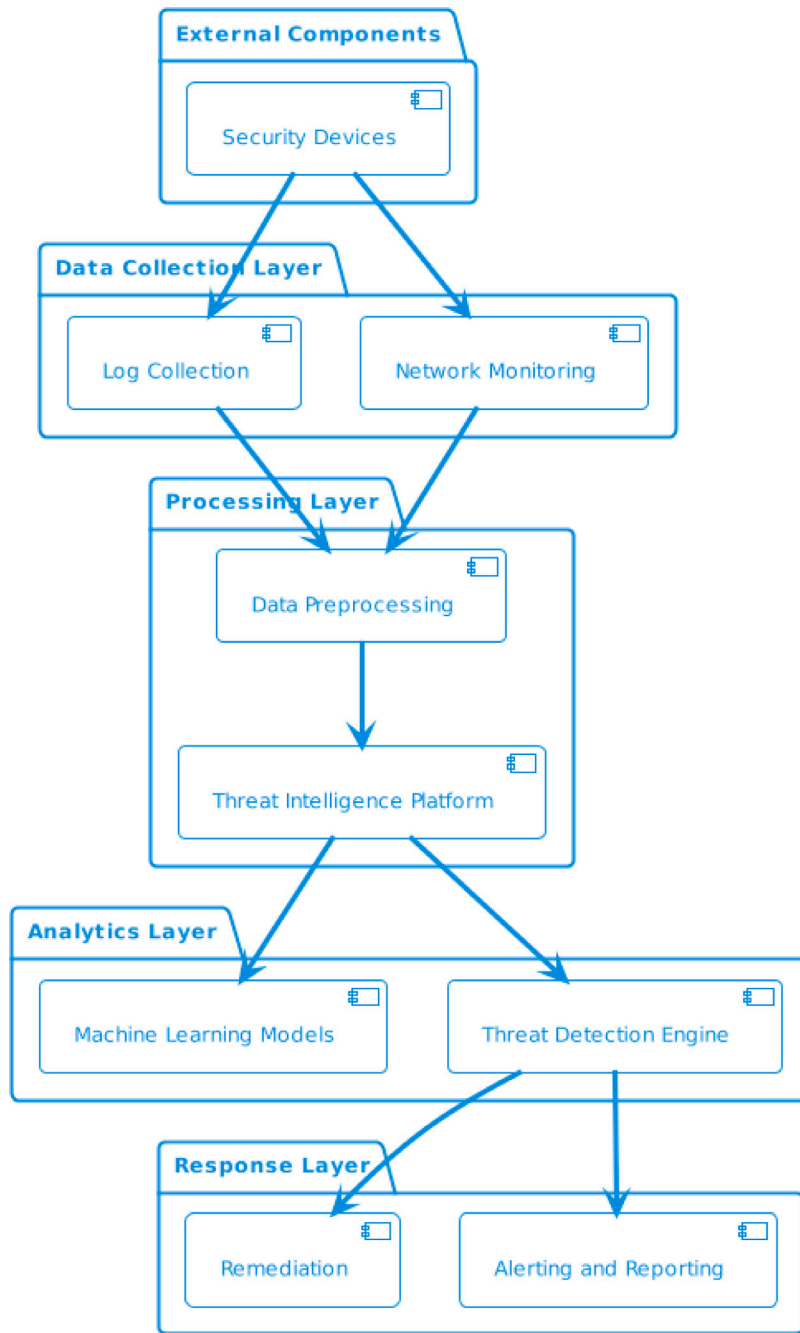 External Components
Security Devices
Data Collection Layer
Log Collection
Network Monitoring
Processing Layer
Data Preprocessing
Threat Intelligence Platform
Analytics Layer
Machine Learning Models
Threat Detection Engine
Response Layer
Remediation
Alerting and Reporting